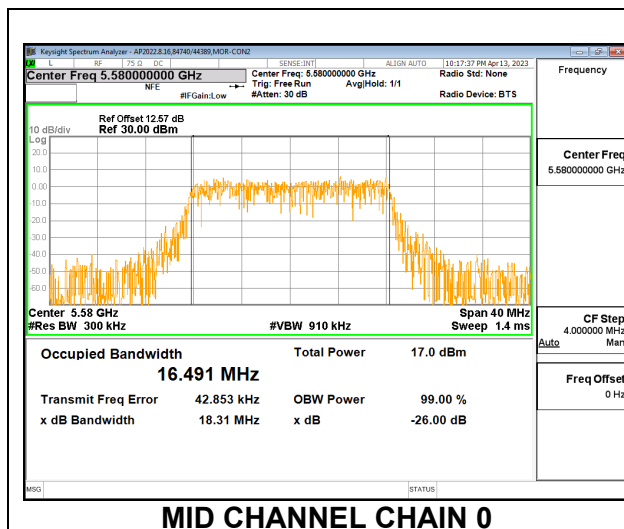 Keysight Spectrum Analyzer - AP2022.8.16,84740/44389,MOR-CON2
L RF 75 Ω DC SENSE:INT ALIGN AUTO 10:17:37 PM Apr 13, 2023
Center Freq 5.580000000 GHz Center Freq: 5.580000000 GHz Radio Std: None Frequency
NFE Trig: Free Run Avg|Hold: 1/1
#IFGain:Low #Atten: 30 dB Radio Device: BTS
Ref Offset 12.57 dB
10 dB/div Ref 30.00 dBm
Log
20.0
10.0
0.00
-10.0
-20.0
-30.0
-40.0
-50.0
-60.0
Center Freq
5.580000000 GHz
Center 5.58 GHz Span 40 MHz
#Res BW 300 kHz #VBW 910 kHz Sweep 1.4 ms
CF Step
4.000000 MHz
Auto Man
Occupied Bandwidth Total Power 17.0 dBm
16.491 MHz
Transmit Freq Error 42.853 kHz OBW Power 99.00 %
x dB Bandwidth 18.31 MHz x dB -26.00 dB
Freq Offset
0 Hz
MSG STATUS
MID CHANNEL CHAIN 0